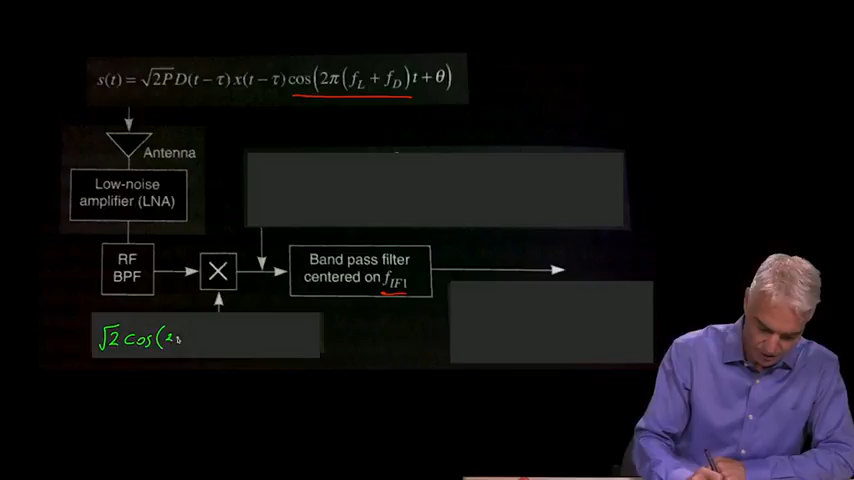 s(t) = √2P D(t − τ) x(t − τ) cos(2π(f_L + f_D)t + θ)
Antenna
Low-noise
amplifier (LNA)
RF
BPF
×
Band pass filter
centered on f_IF1
√2 cos(2